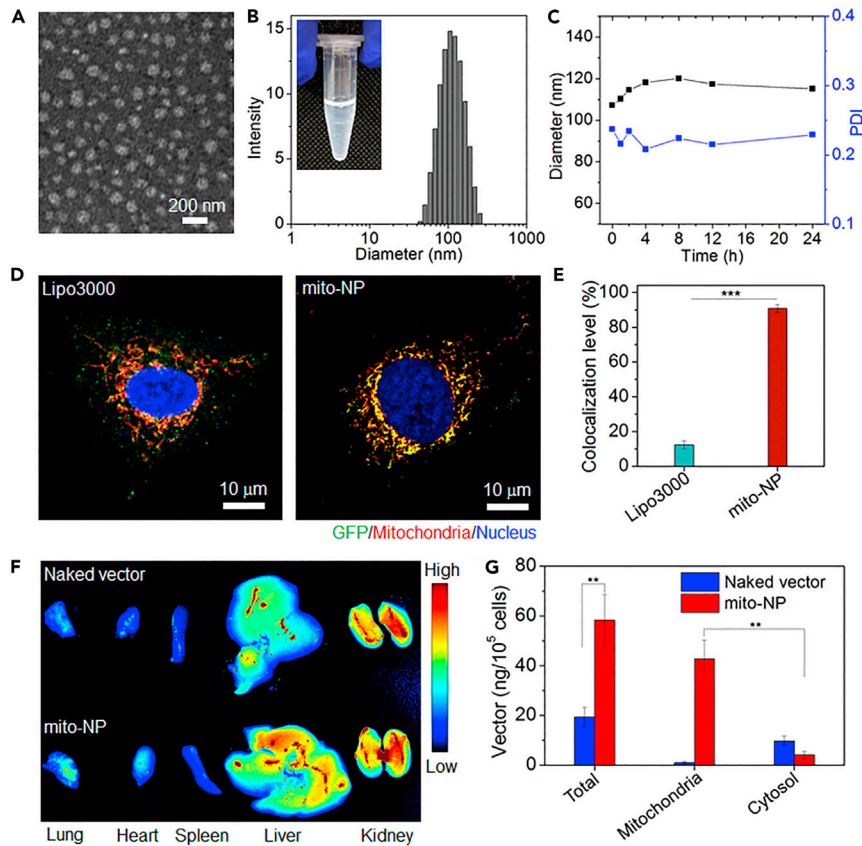 A
200 nm
B
15
10
5
0
Intensity
1
10
100
1000
Diameter (nm)
C
140
120
100
80
60
Diameter (nm)
0.4
0.3
0.2
0.1
PDI
0
4
8
12
16
20
24
Time (h)
D
Lipo3000
10 μm
mito-NP
10 μm
GFP/Mitochondria/Nucleus
E
100
80
60
40
20
0
Colocalization level (%)
***
Lipo3000
mito-NP
F
Naked vector
mito-NP
High
Low
Lung Heart Spleen Liver Kidney
G
80
60
40
20
0
Vector (ng/10⁵ cells)
Naked vector
mito-NP
**
**
Total
Mitochondria
Cytosol